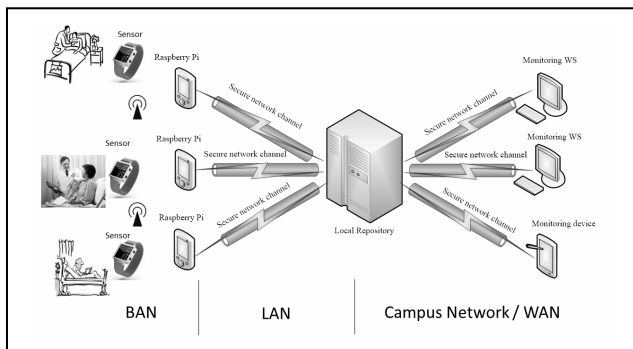 Sensor
Raspberry Pi
Monitoring WS
Secure network channel
Secure network channel
Sensor
Raspberry Pi
Monitoring WS
Secure network channel
Secure network channel
Raspberry Pi
Secure network channel
Secure network channel
Sensor
Local Repository
Monitoring device
BAN
LAN
Campus Network / WAN